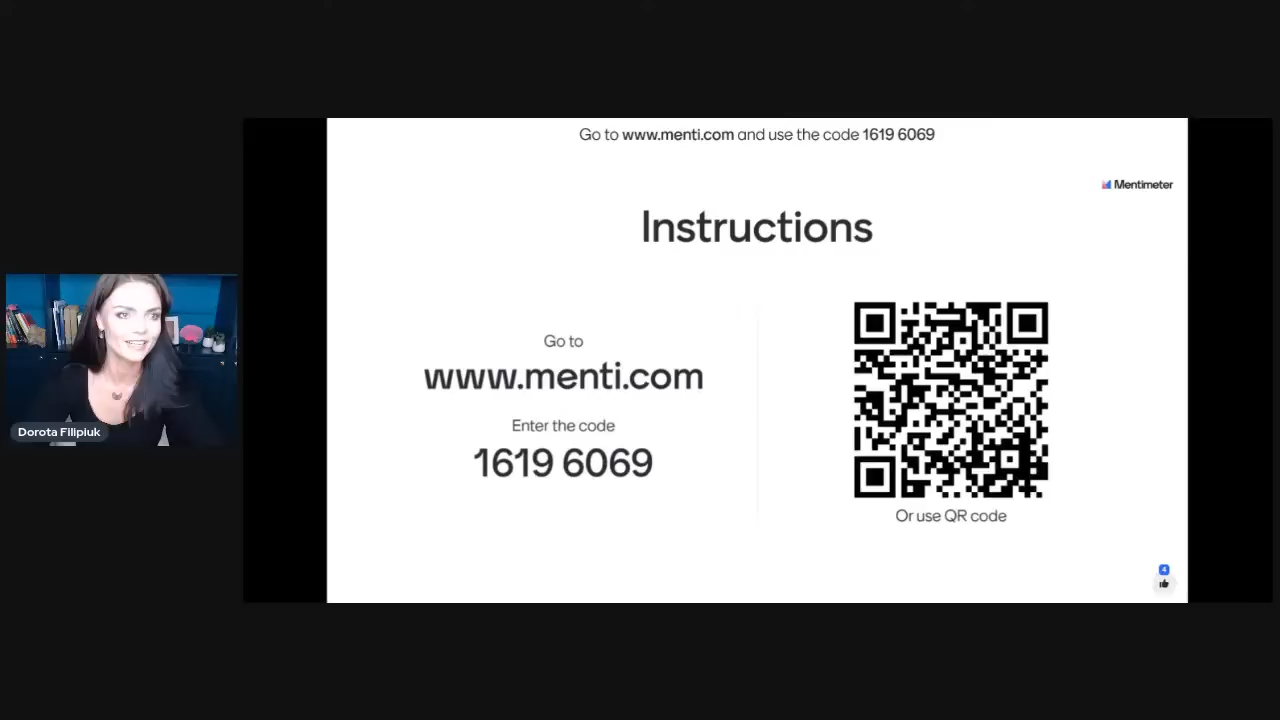 Go to www.menti.com and use the code 1619 6069
Mentimeter
Instructions
Go to
www.menti.com
Enter the code
1619 6069
Or use QR code
4
Dorota Filipiuk